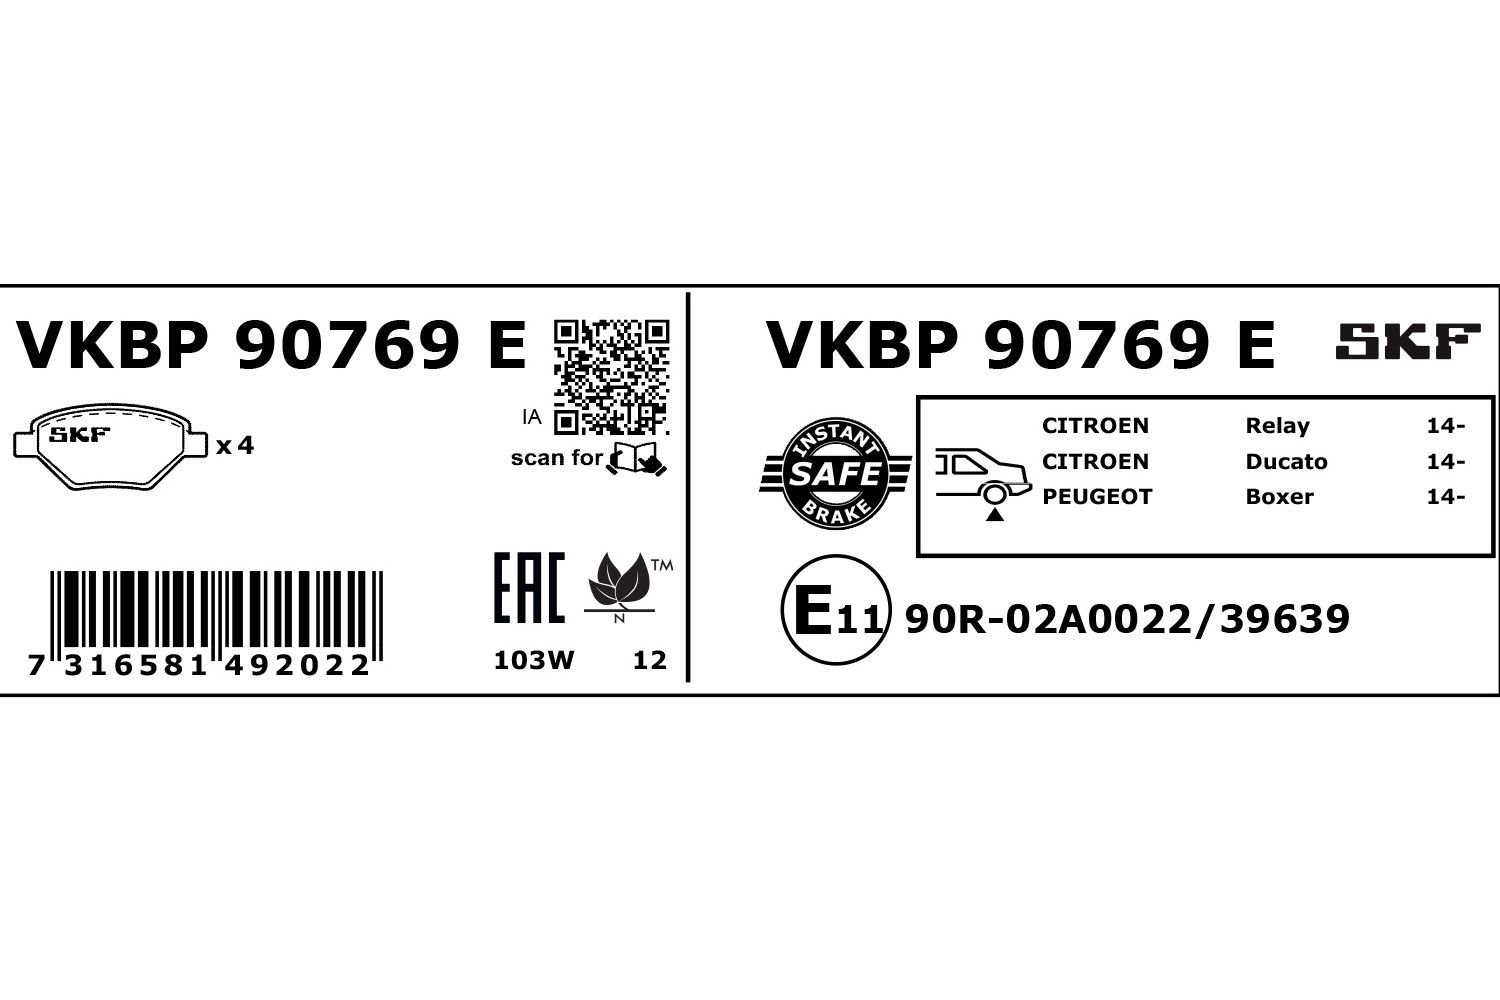 VKBP 90769 E
SKF
x 4
IA
scan for
EAC
TM
N
7 316581 492022
103W 12
VKBP 90769 E SKF
INSTANT
SAFE
BRAKE
CITROEN Relay 14-
CITROEN Ducato 14-
PEUGEOT Boxer 14-
E11 90R-02A0022/39639